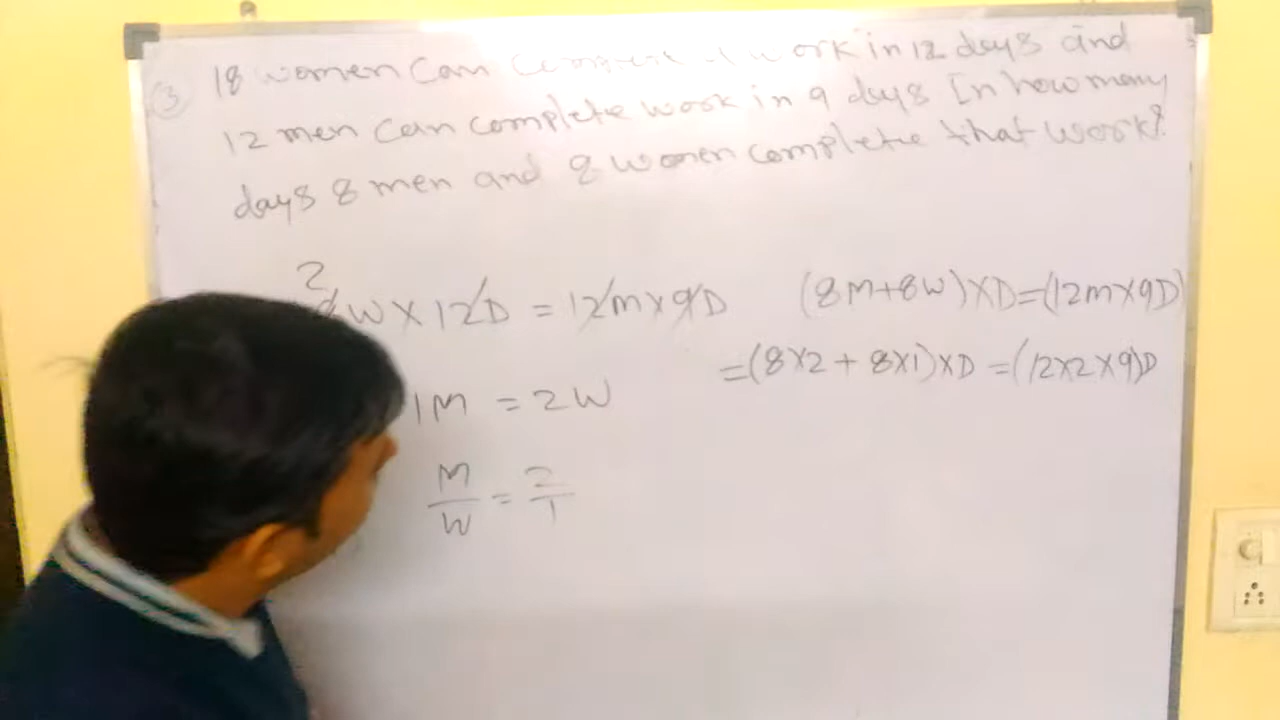 ③ 18 women can work in 12 days and
12 men can complete work in 9 days In how many
days 8 men and 8 women complete that work?
2
W X 12D = 12m x 9D
1M = 2W
M/W = 2/1
(8M+8W)XD=(12mX9D)
=(8X2 + 8X1)XD =(12X2X9)D